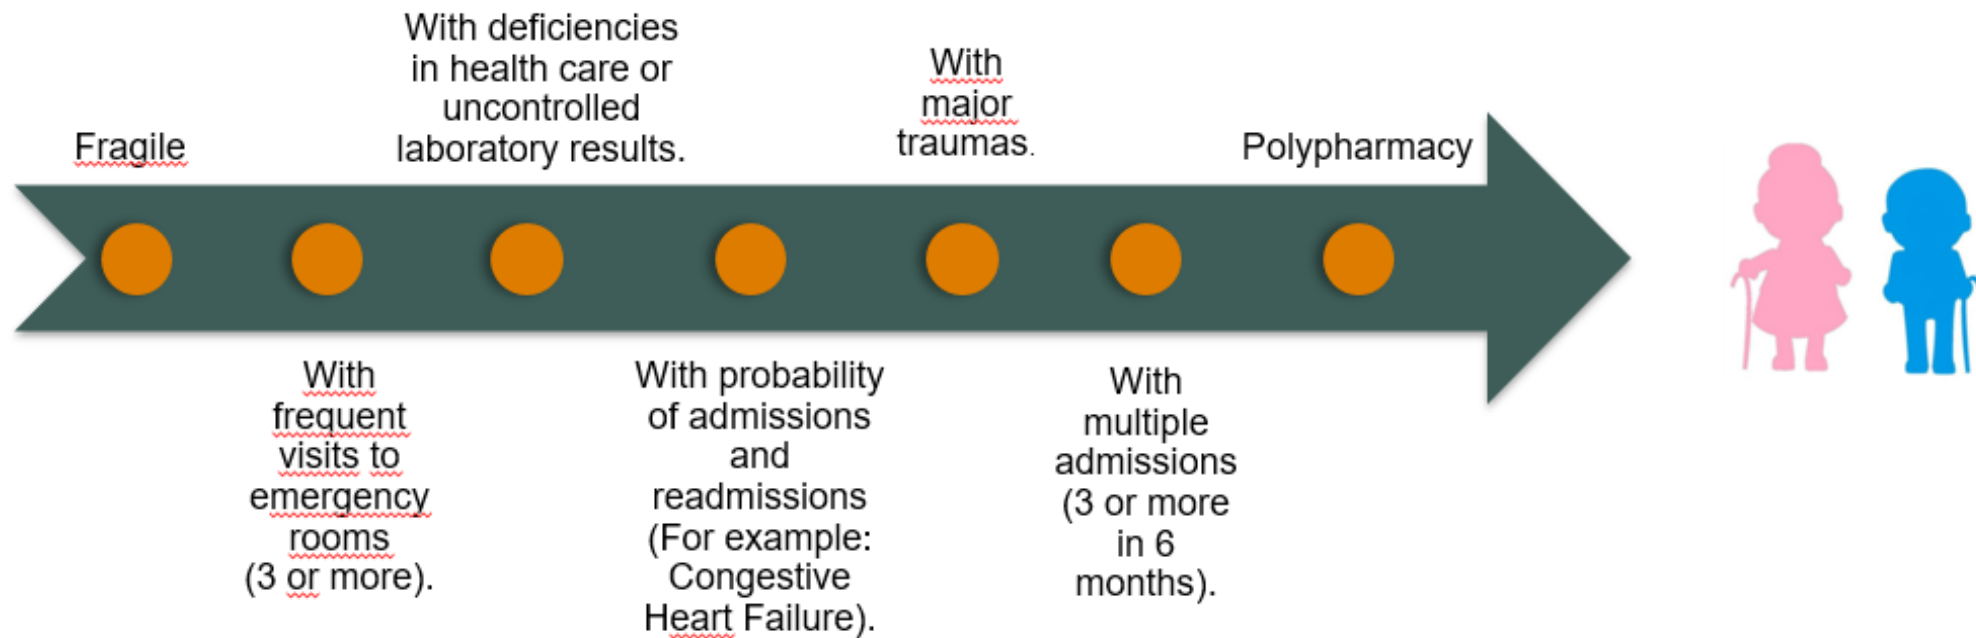 Fragile
With
frequent
visits to
emergency
rooms
(3 or more).
With deficiencies
in health care or
uncontrolled
laboratory results.
With probability
of admissions
and
readmissions
(For example:
Congestive
Heart Failure).
With
major
traumas.
With
multiple
admissions
(3 or more
in 6
months).
Polypharmacy